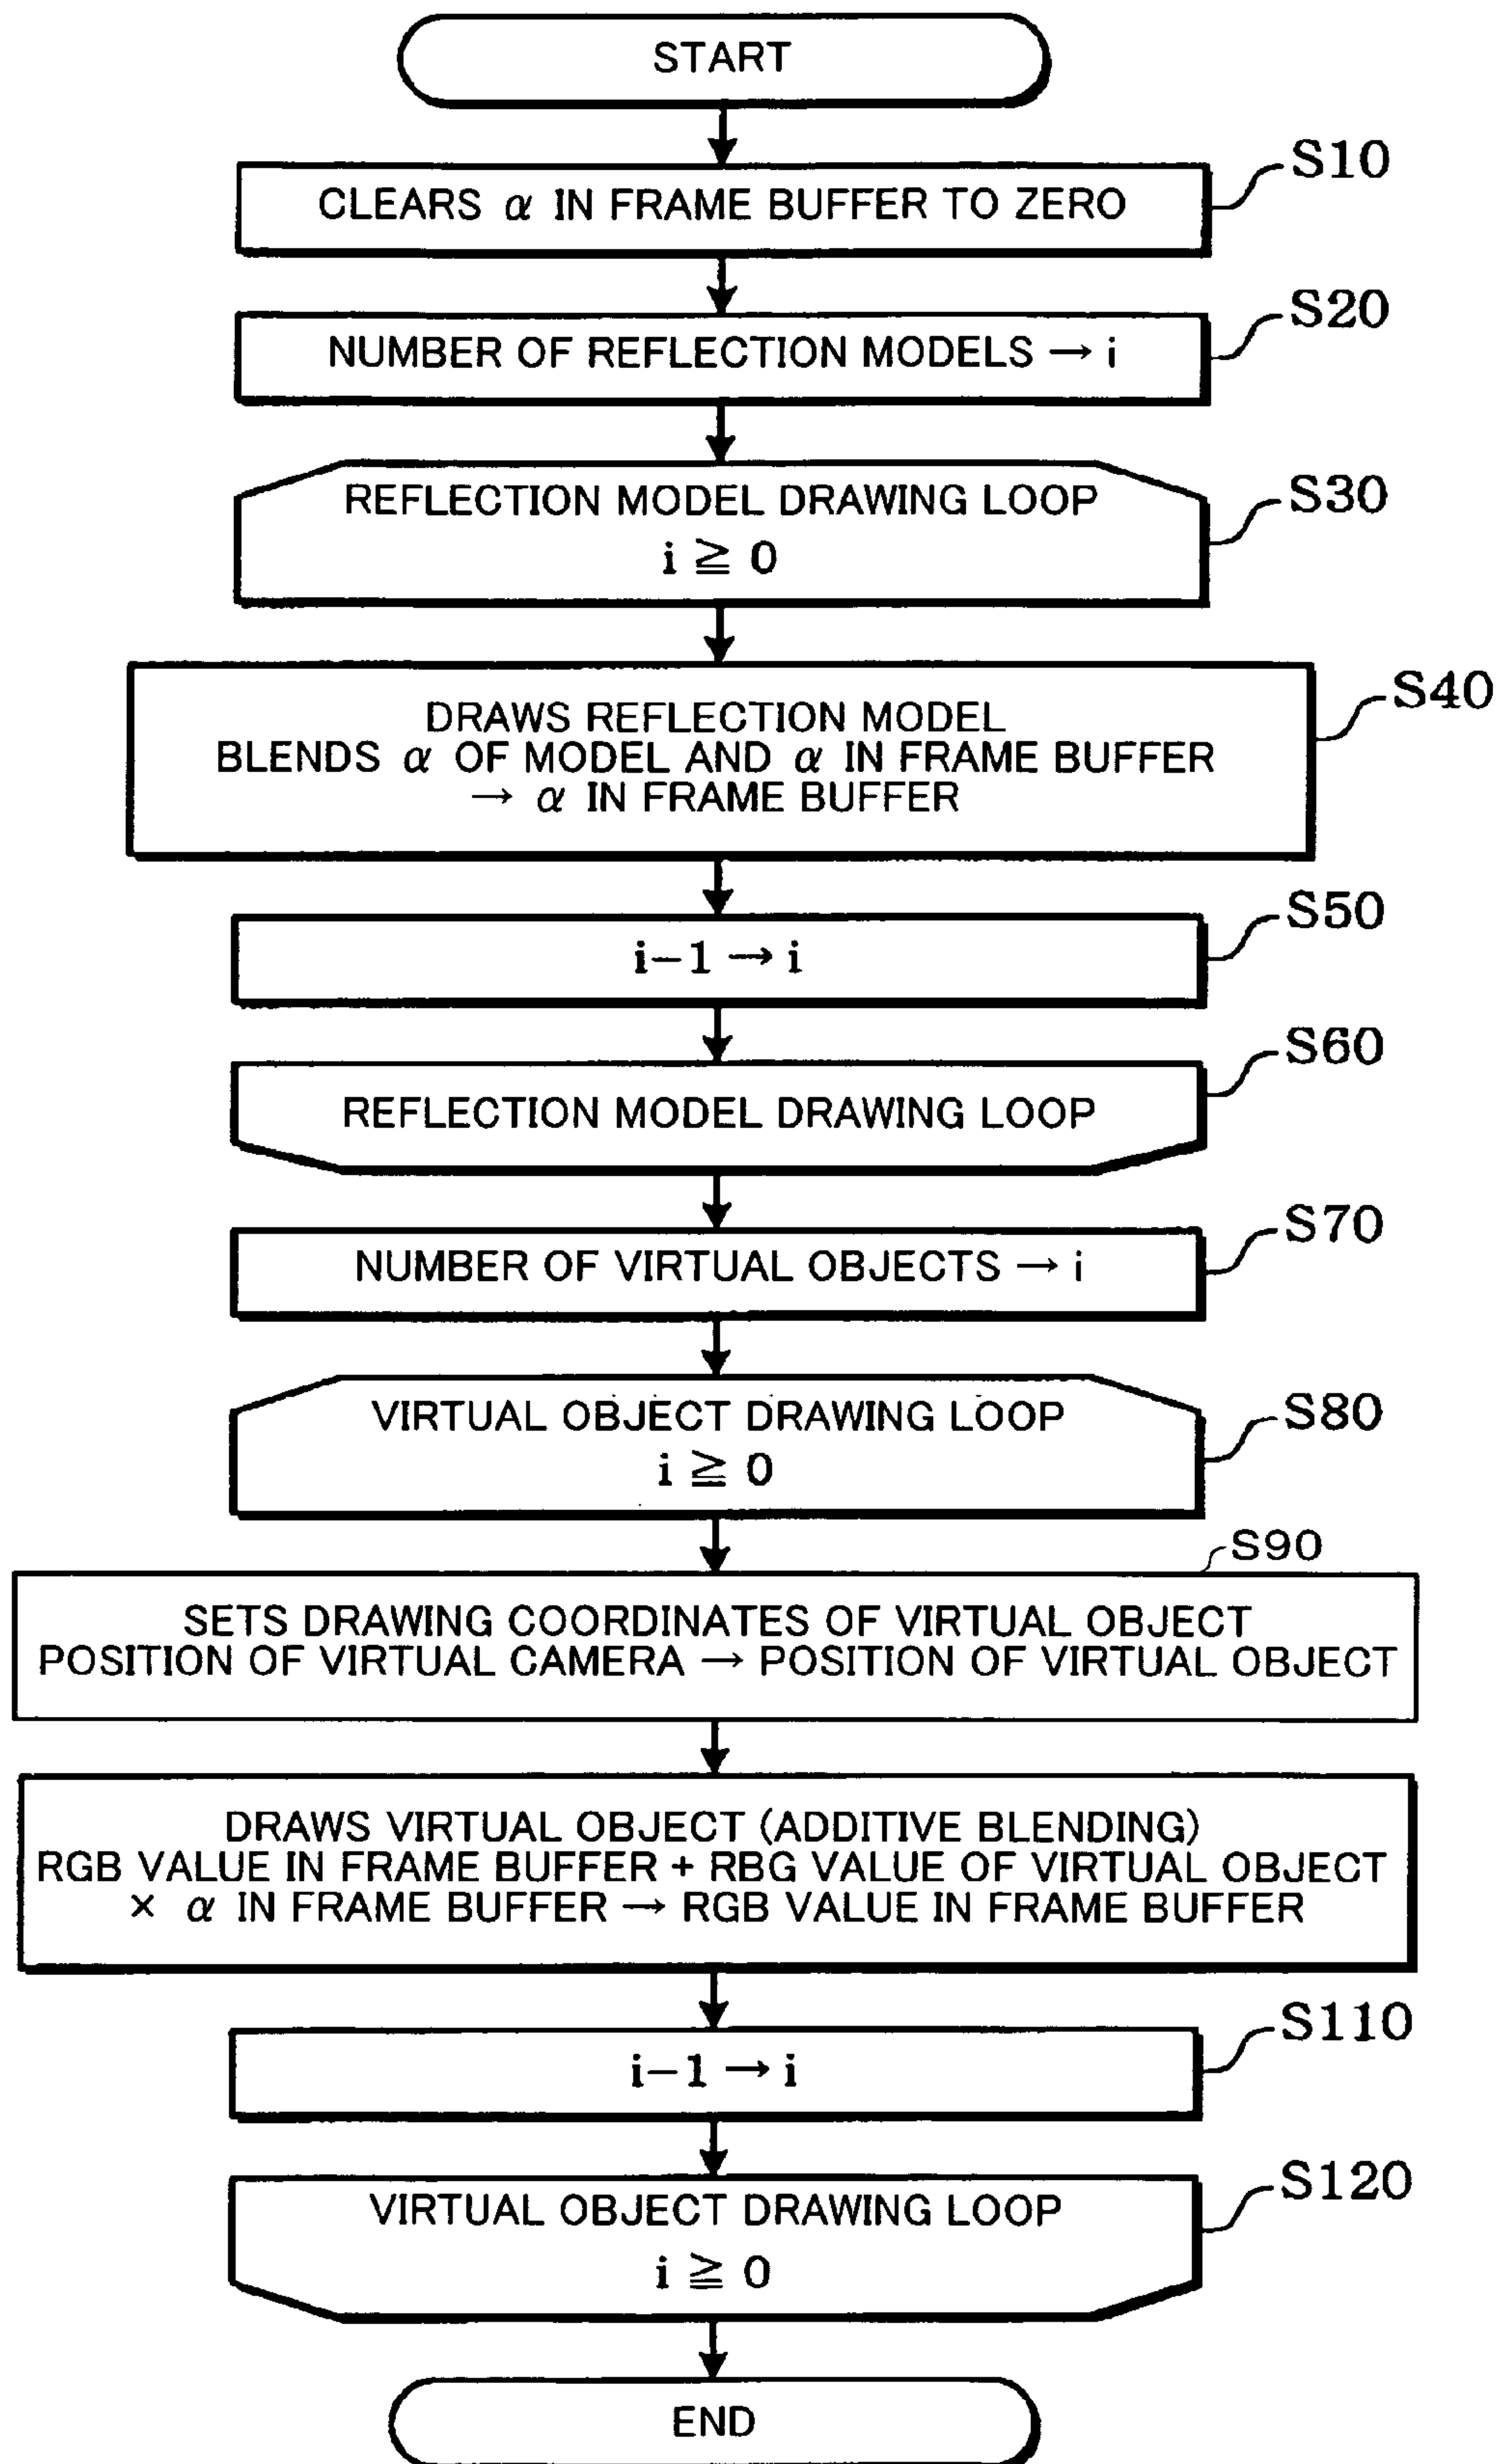 START
S10
CLEARS α IN FRAME BUFFER TO ZERO
S20
NUMBER OF REFLECTION MODELS → i
S30
REFLECTION MODEL DRAWING LOOP
i ≧ 0
S40
DRAWS REFLECTION MODEL
BLENDS α OF MODEL AND α IN FRAME BUFFER
→ α IN FRAME BUFFER
S50
i−1 → i
S60
REFLECTION MODEL DRAWING LOOP
S70
NUMBER OF VIRTUAL OBJECTS → i
S80
VIRTUAL OBJECT DRAWING LOOP
i ≧ 0
S90
SETS DRAWING COORDINATES OF VIRTUAL OBJECT
POSITION OF VIRTUAL CAMERA → POSITION OF VIRTUAL OBJECT
DRAWS VIRTUAL OBJECT (ADDITIVE BLENDING)
RGB VALUE IN FRAME BUFFER + RBG VALUE OF VIRTUAL OBJECT
× α IN FRAME BUFFER → RGB VALUE IN FRAME BUFFER
S110
i−1 → i
S120
VIRTUAL OBJECT DRAWING LOOP
i ≧ 0
END